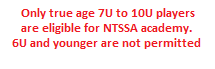 Only true age 7U to 10U players
are eligible for NTSSA academy.
6U and younger are not permitted